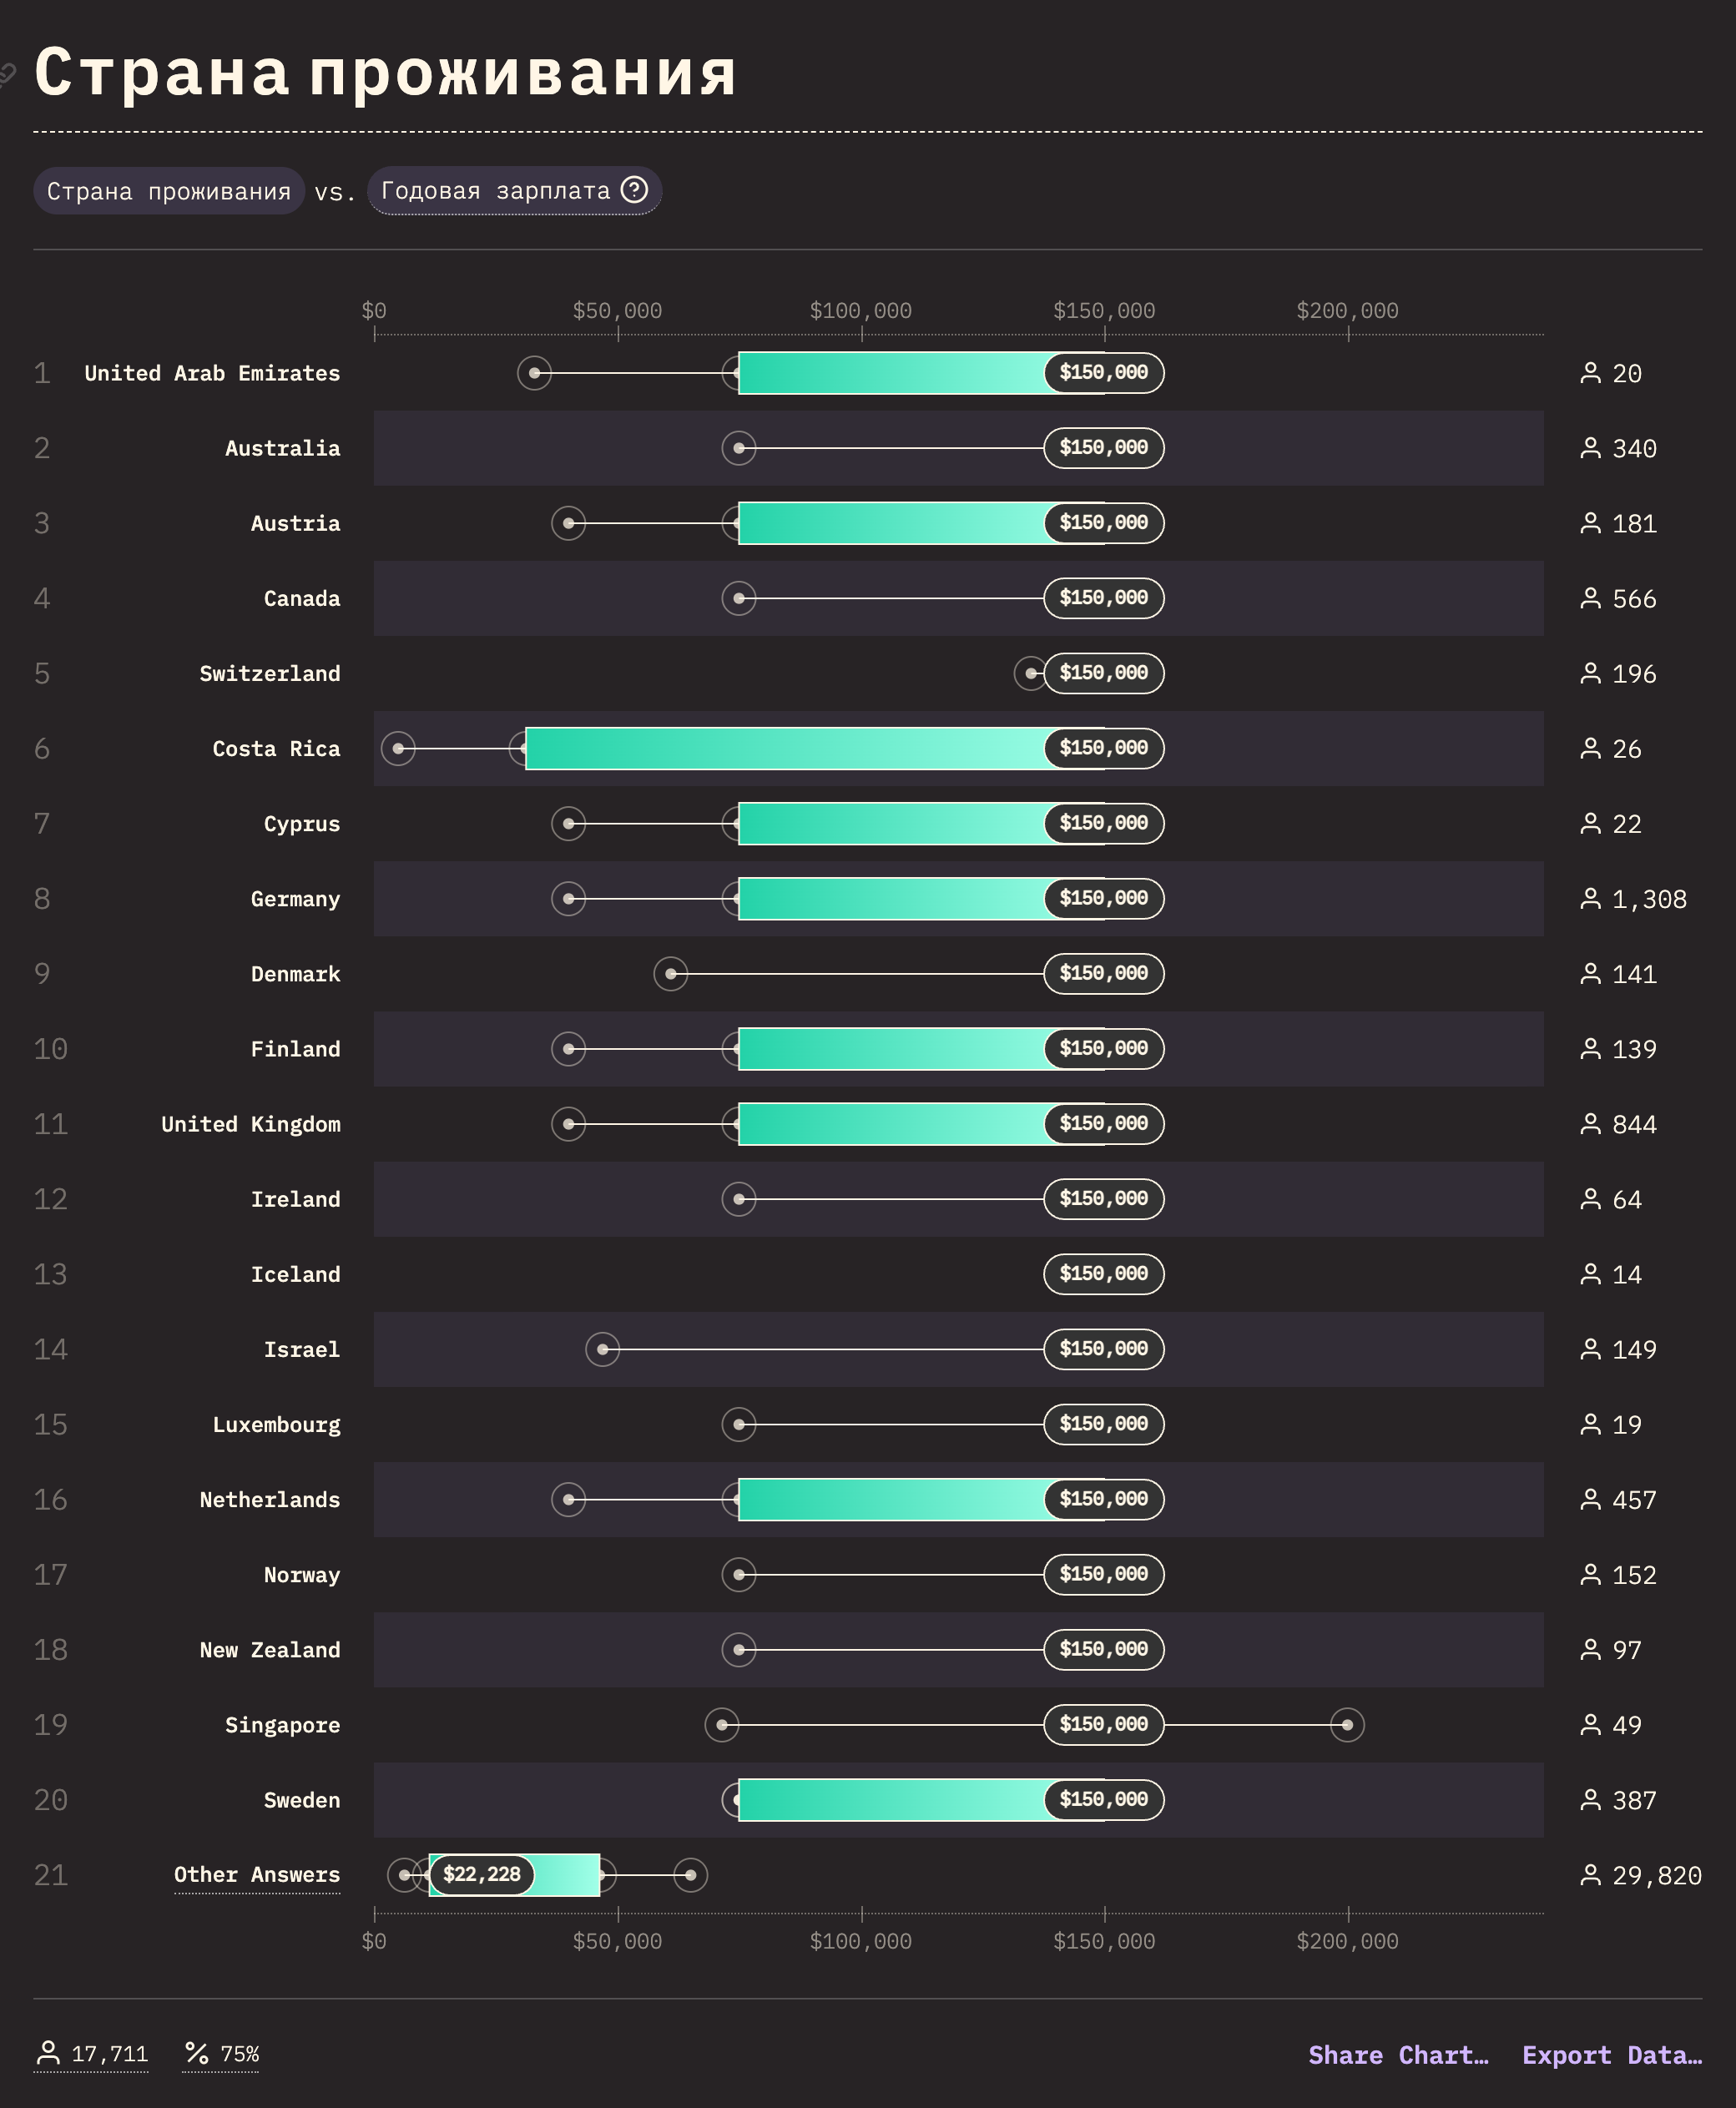 Страна проживания
Страна проживания vs. Годовая зарплата ?
$0 $50,000 $100,000 $150,000 $200,000
1 United Arab Emirates $150,000 20
2 Australia $150,000 340
3 Austria $150,000 181
4 Canada $150,000 566
5 Switzerland $150,000 196
6 Costa Rica $150,000 26
7 Cyprus $150,000 22
8 Germany $150,000 1,308
9 Denmark $150,000 141
10 Finland $150,000 139
11 United Kingdom $150,000 844
12 Ireland $150,000 64
13 Iceland $150,000 14
14 Israel $150,000 149
15 Luxembourg $150,000 19
16 Netherlands $150,000 457
17 Norway $150,000 152
18 New Zealand $150,000 97
19 Singapore $150,000 49
20 Sweden $150,000 387
21 Other Answers $22,228 29,820
$0 $50,000 $100,000 $150,000 $200,000
17,711 % 75% Share Chart… Export Data…